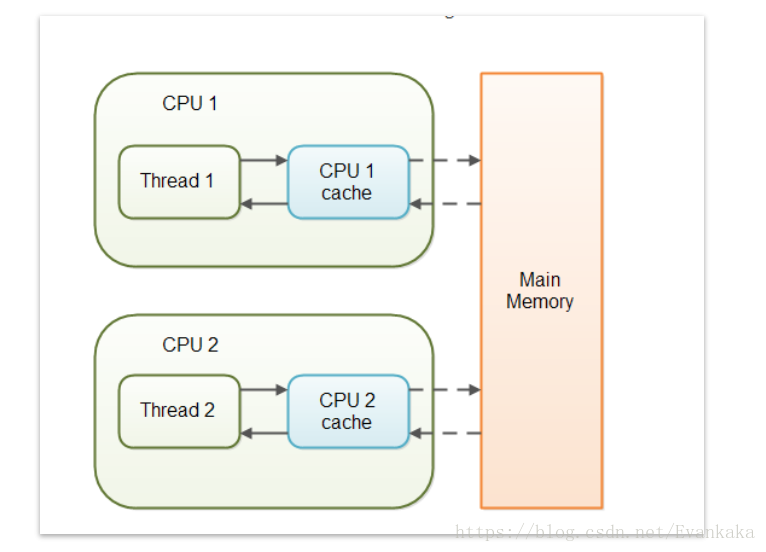 CPU 1
Thread 1
CPU 1
cache
Main
Memory
CPU 2
Thread 2
CPU 2
cache
https://blog.csdn.net/Evankaka